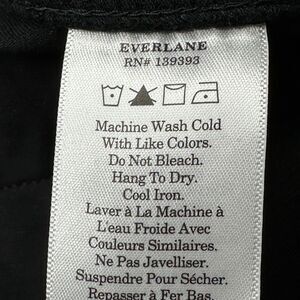 EVERLANE
RN# 139393
Machine Wash Cold
With Like Colors.
Do Not Bleach.
Hang To Dry.
Cool Iron.
Laver à La Machine à
L'eau Froide Avec
Couleurs Similaires.
Ne Pas Javelliser.
Suspendre Pour Sécher.
Repasser à Fer Bas.